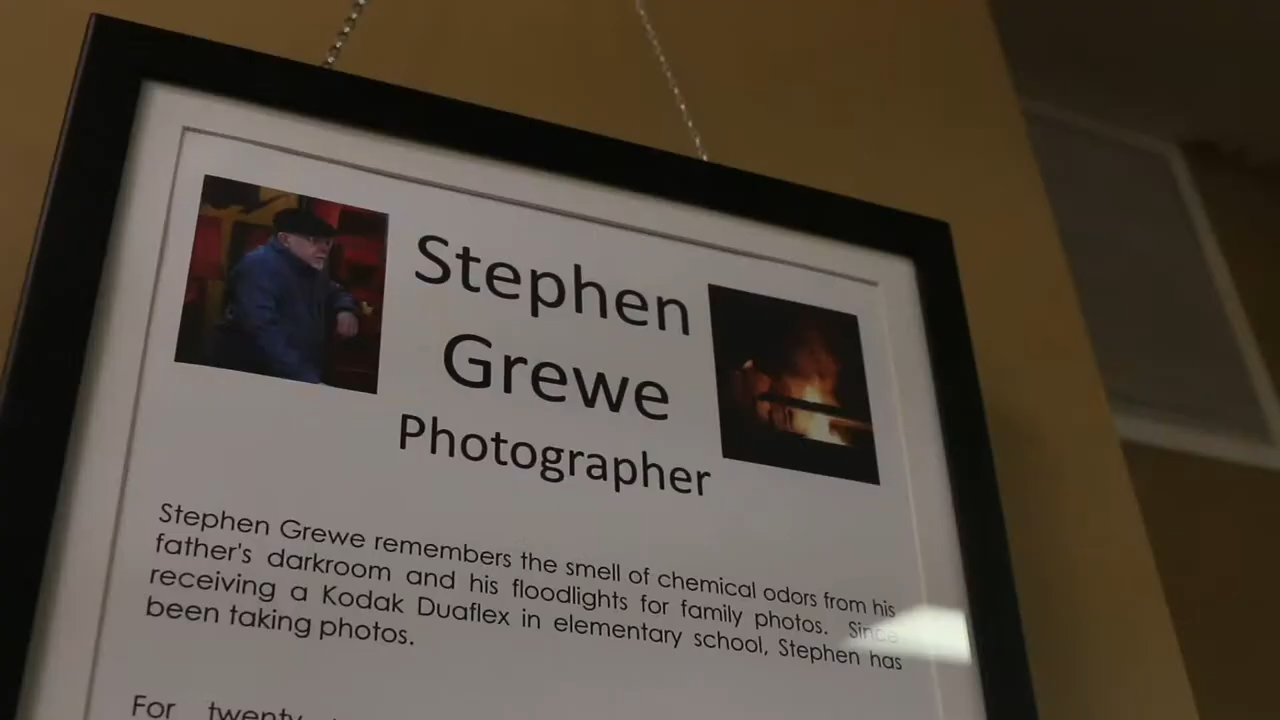 Stephen
Grewe
Photographer
Stephen Grewe remembers the smell of chemical odors from his
father's darkroom and his floodlights for family photos. Since
receiving a Kodak Duaflex in elementary school, Stephen has
been taking photos.
For twenty